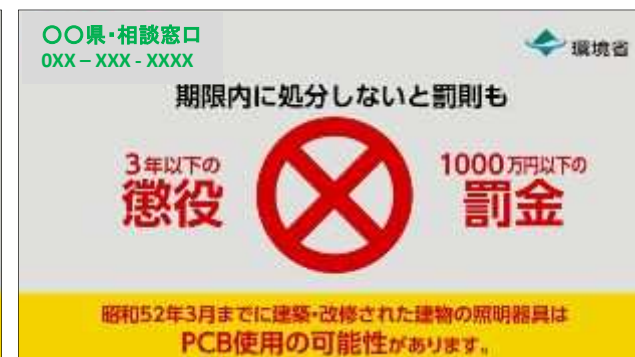 〇〇県・相談窓口
0XX – XXX - XXXX
環境省
期限内に処分しないと罰則も
3年以下の
懲役
1000万円以下の
罰金
昭和52年3月までに建築・改修された建物の照明器具は
PCB使用の可能性があります。